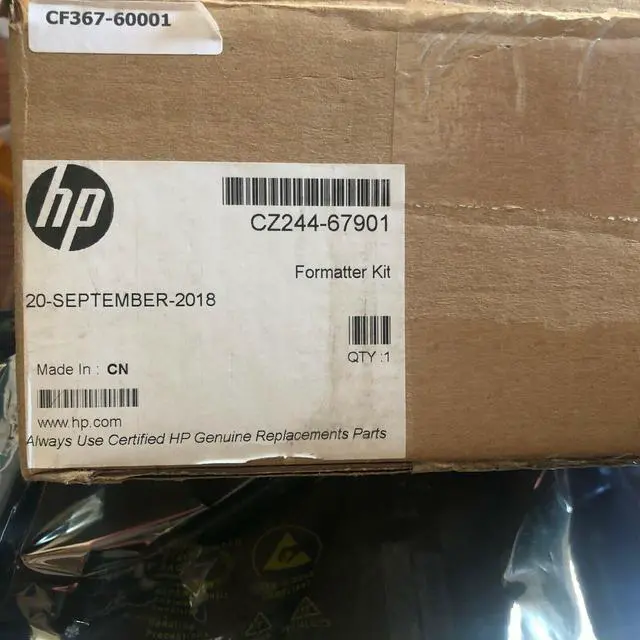 CF367-60001
hp
CZ244-67901
Formatter Kit
20-SEPTEMBER-2018
QTY :1
Made In : CN
www.hp.com
Always Use Certified HP Genuine Replacements Parts